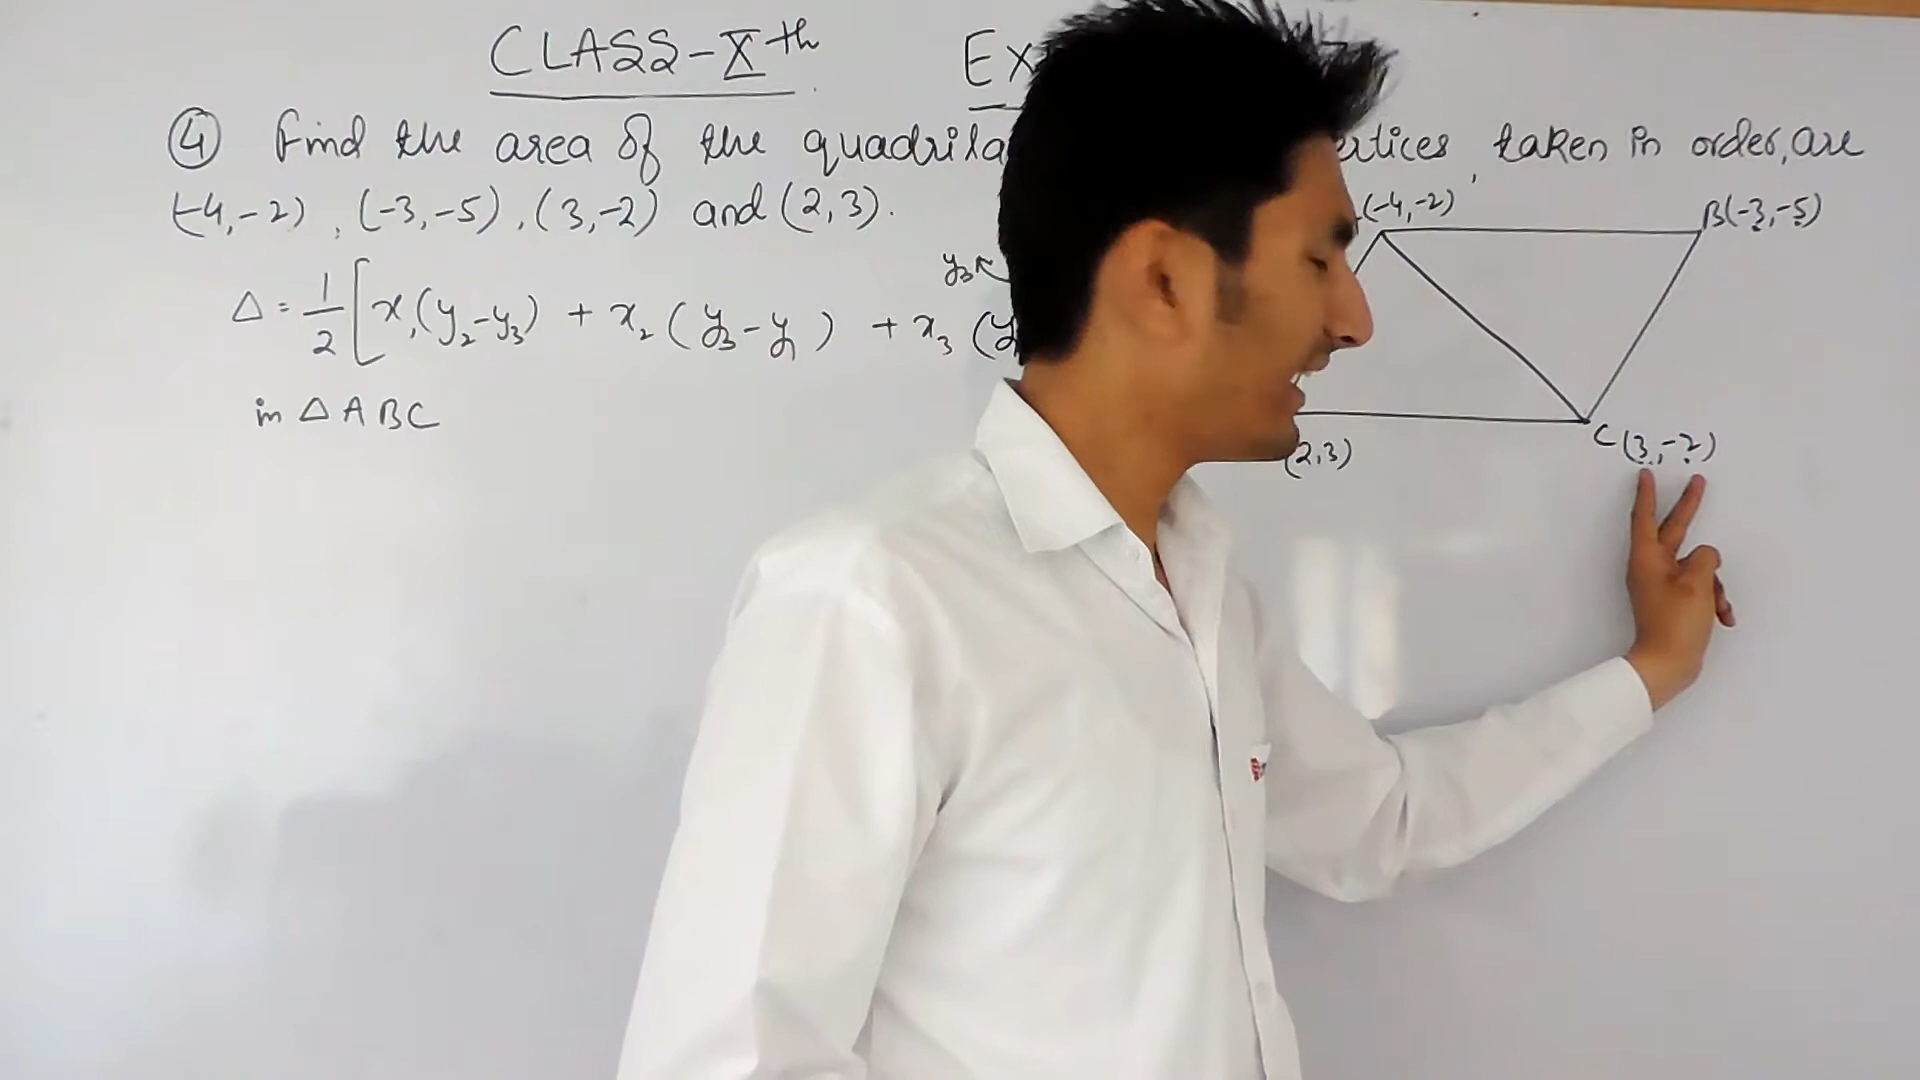 CLASS-Xth Ex
④ Find the area of the quadrila ertices, taken in order, are
(-4,-2), (-3,-5), (3,-2) and (2,3).
(-4,-2) B(-3,-5)
y₃
Δ = 1/2 [x₁(y₂-y₃) + x₂(y₃-y₁) + x₃(y
in Δ ABC
(2,3) C(3,-2)